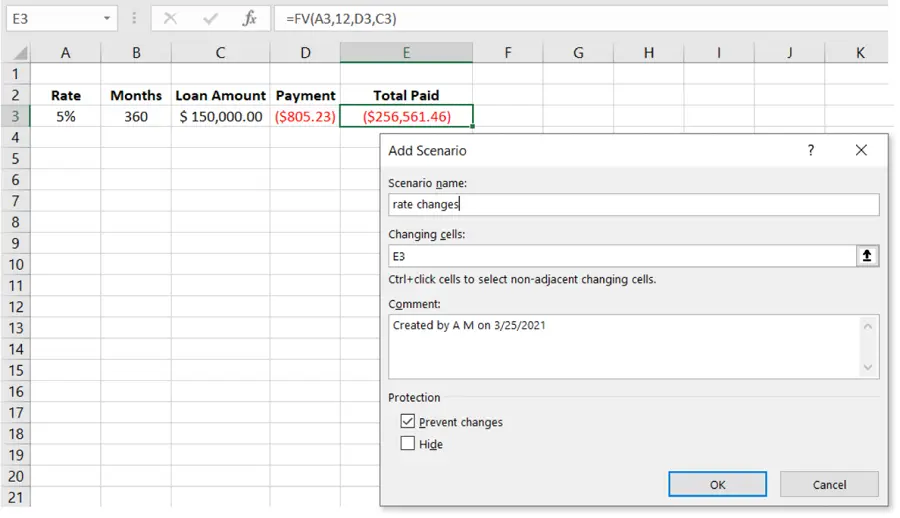 E3 fx =FV(A3,12,D3,C3)
A B C D E F G H I J K
1
2 Rate Months Loan Amount Payment Total Paid
3 5% 360 $ 150,000.00 ($805.23) ($256,561.46)
4
5
6
7
8
9
10
11
12
13
14
15
16
17
18
19
20
21
Add Scenario ?
Scenario name:
rate changes
Changing cells:
E3
Ctrl+click cells to select non-adjacent changing cells.
Comment:
Created by A M on 3/25/2021
Protection
Prevent changes
Hide
OK Cancel